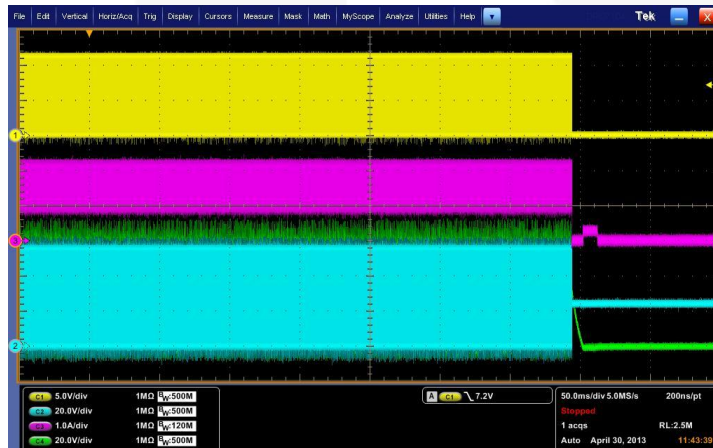 File Edit Vertical Horiz/Acq Trig Display Cursors Measure Mask Math MyScope Analyze Utilities Help Tek X
1
3
2
C1 5.0V/div 1MΩ BW:500M
C2 20.0V/div 1MΩ BW:500M
C3 1.0A/div 1MΩ BW:120M
C4 20.0V/div 1MΩ BW:500M
A C1 7.2V
50.0ms/div 5.0MS/s 200ns/pt
Stopped
1 acqs RL:2.5M
Auto April 30, 2013 11:43:39